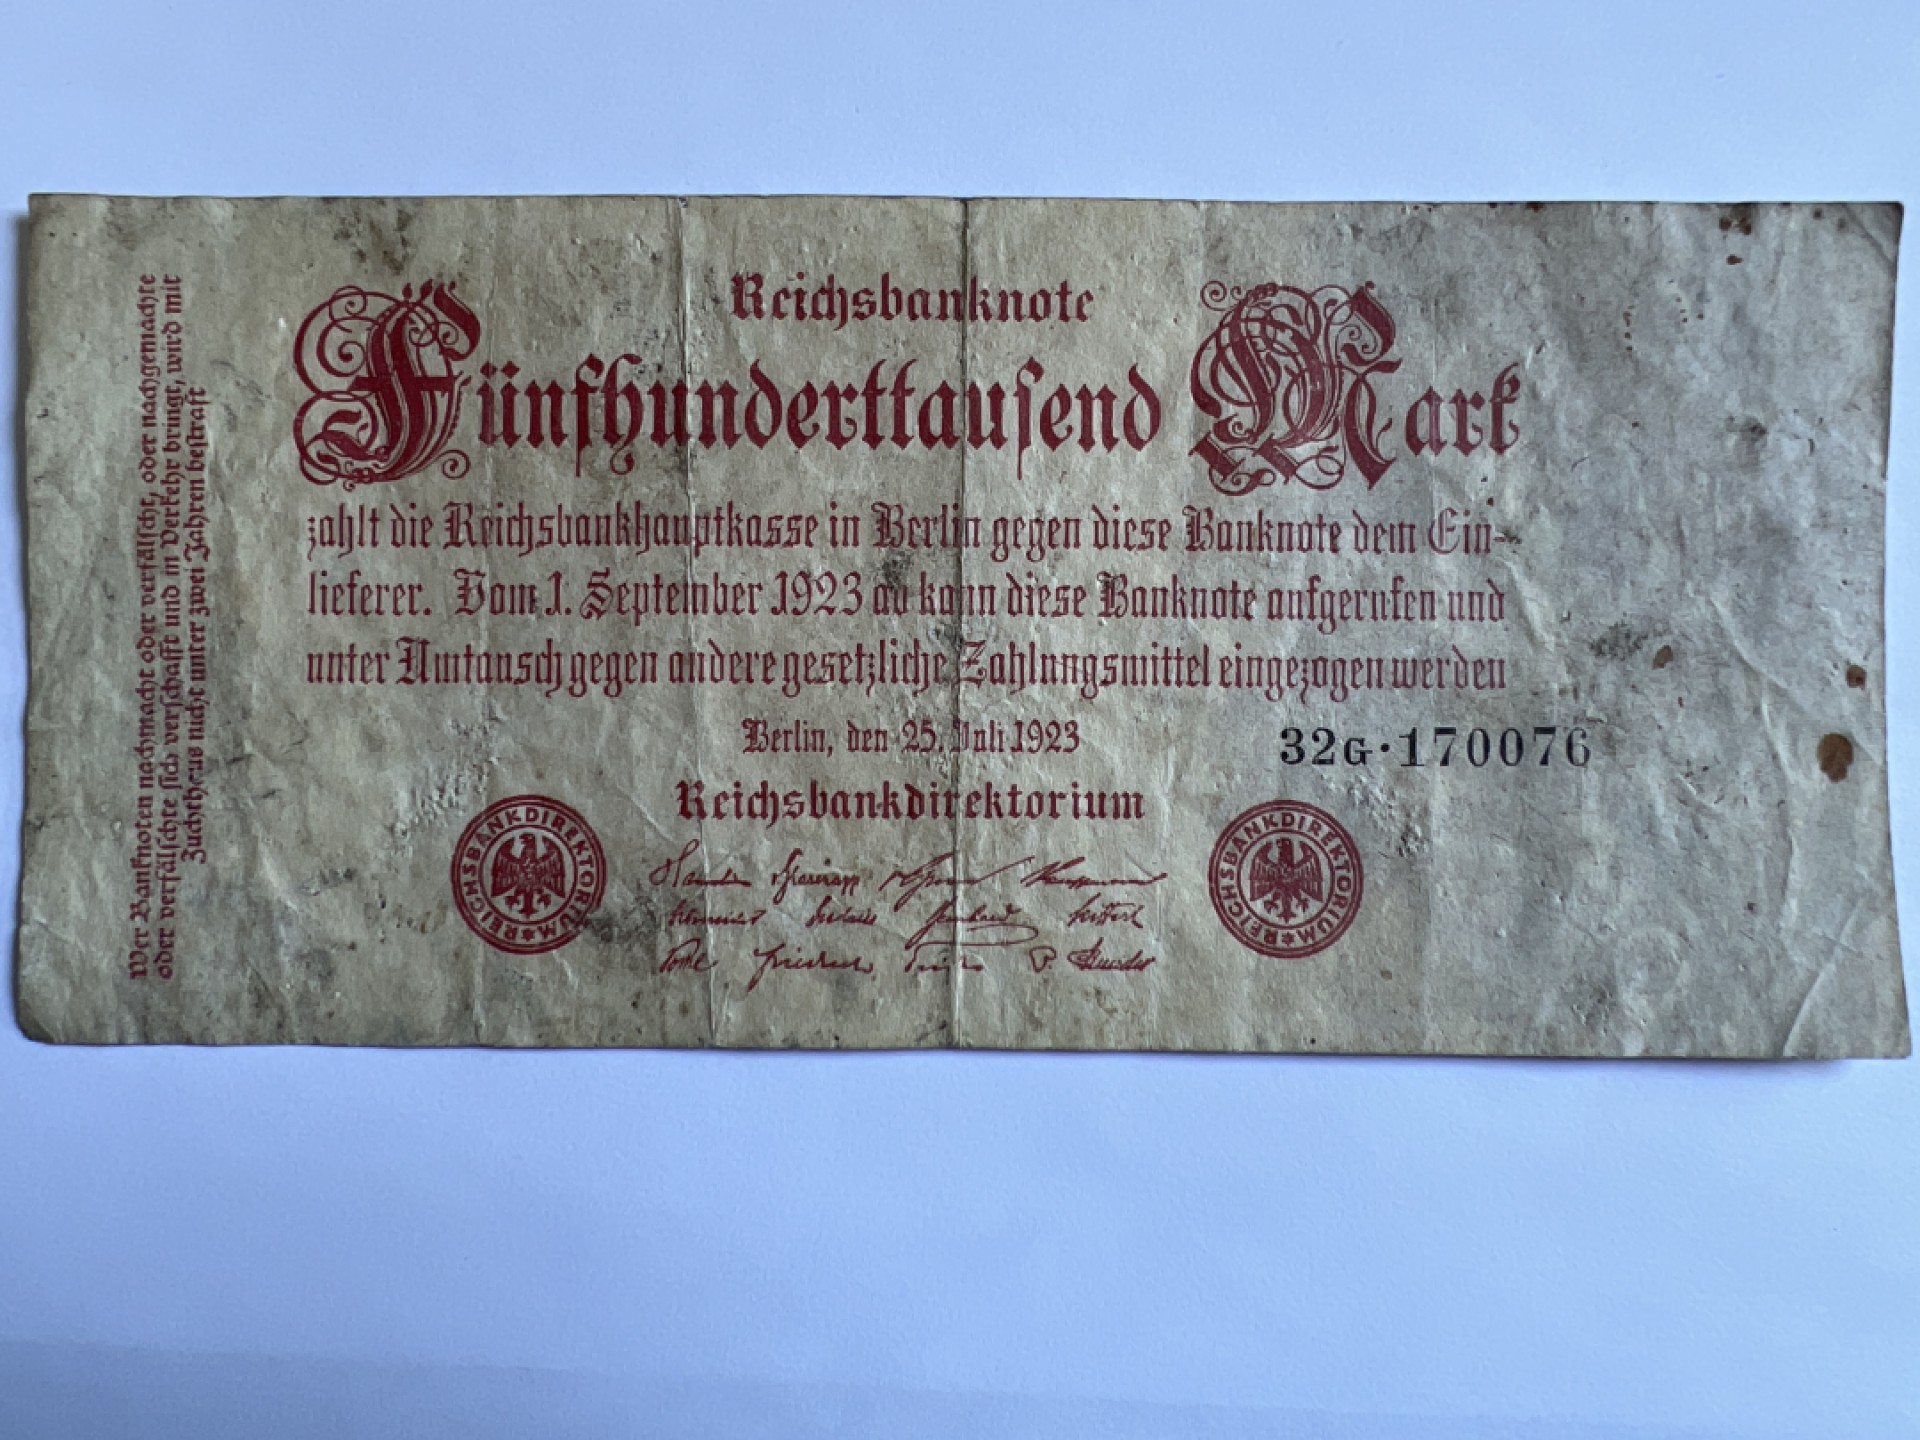 Wer Banknoten nachmacht oder verfälscht, oder nachgemachte
oder verfälschte sich verschafft und in Verkehr bringt, wird mit
Zuchthaus nicht unter zwei Jahren bestraft
Reichsbanknote
Fünfhunderttausend Mark
zahlt die Reichsbankhauptkasse in Berlin gegen diese Banknote dem Ein-
lieferer. Vom 1. September 1923 ab kann diese Banknote aufgerufen und
unter Umtausch gegen andere gesetzliche Zahlungsmittel eingezogen werden
Berlin, den 25. Juli 1923
32G·170076
Reichsbankdirektorium
REICHSBANKDIREKTORIUM
REICHSBANKDIREKTORIUM